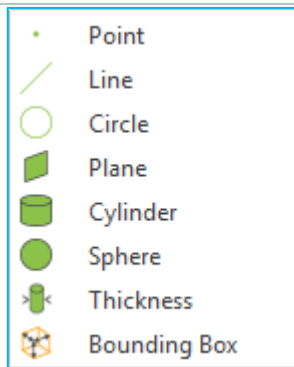 Point
Line
Circle
Plane
Cylinder
Sphere
Thickness
Bounding Box